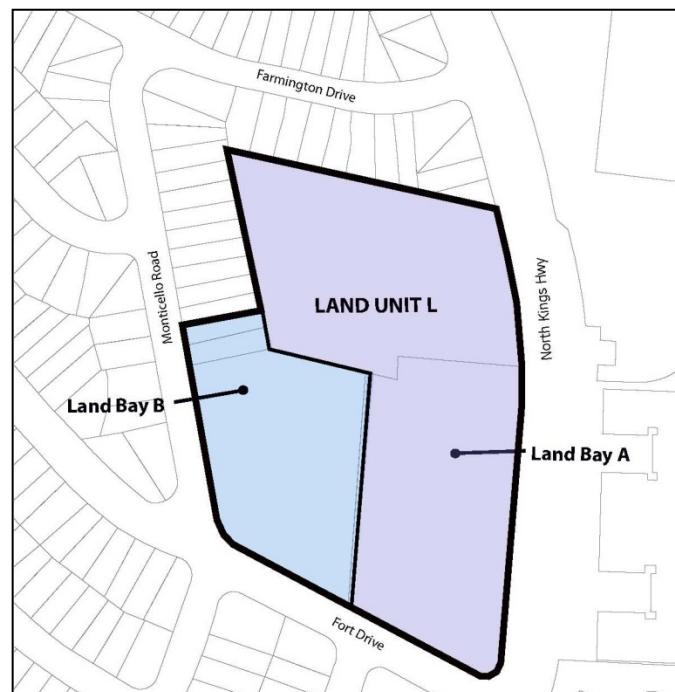 Farmington Drive
Monticello Road
North Kings Hwy
LAND UNIT L
Land Bay B
Land Bay A
Fort Drive